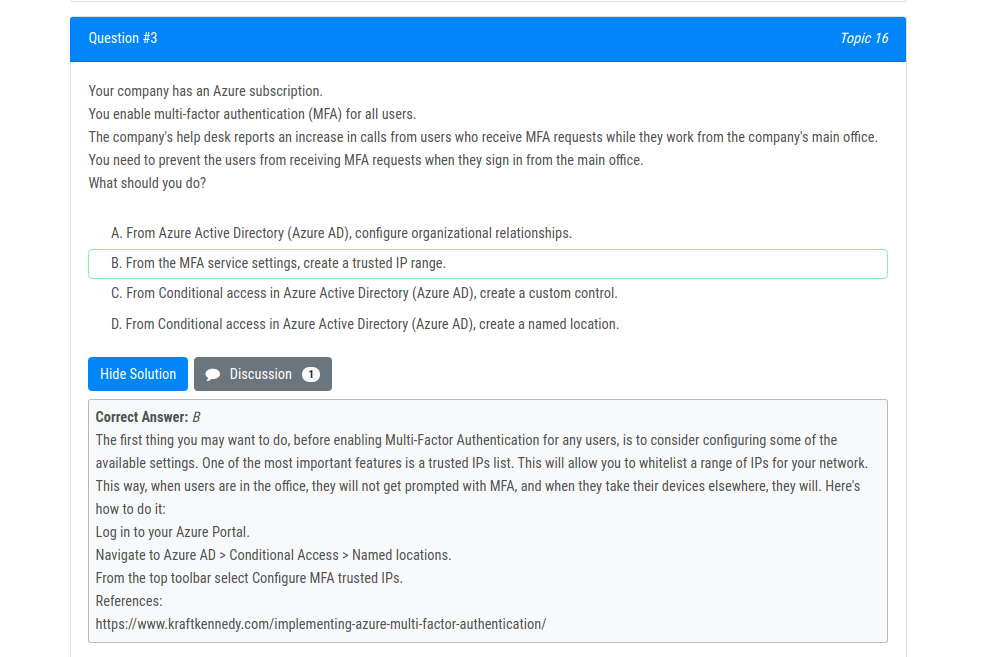 Question #3
Topic 16
Your company has an Azure subscription.
You enable multi-factor authentication (MFA) for all users.
The company's help desk reports an increase in calls from users who receive MFA requests while they work from the company's main office.
You need to prevent the users from receiving MFA requests when they sign in from the main office.
What should you do?
A. From Azure Active Directory (Azure AD), configure organizational relationships.
B. From the MFA service settings, create a trusted IP range.
C. From Conditional access in Azure Active Directory (Azure AD), create a custom control.
D. From Conditional access in Azure Active Directory (Azure AD), create a named location.
Hide Solution
Discussion 1
Correct Answer: B
The first thing you may want to do, before enabling Multi-Factor Authentication for any users, is to consider configuring some of the
available settings. One of the most important features is a trusted IPs list. This will allow you to whitelist a range of IPs for your network.
This way, when users are in the office, they will not get prompted with MFA, and when they take their devices elsewhere, they will. Here's
how to do it:
Log in to your Azure Portal.
Navigate to Azure AD > Conditional Access > Named locations.
From the top toolbar select Configure MFA trusted IPs.
References:
https://www.kraftkennedy.com/implementing-azure-multi-factor-authentication/